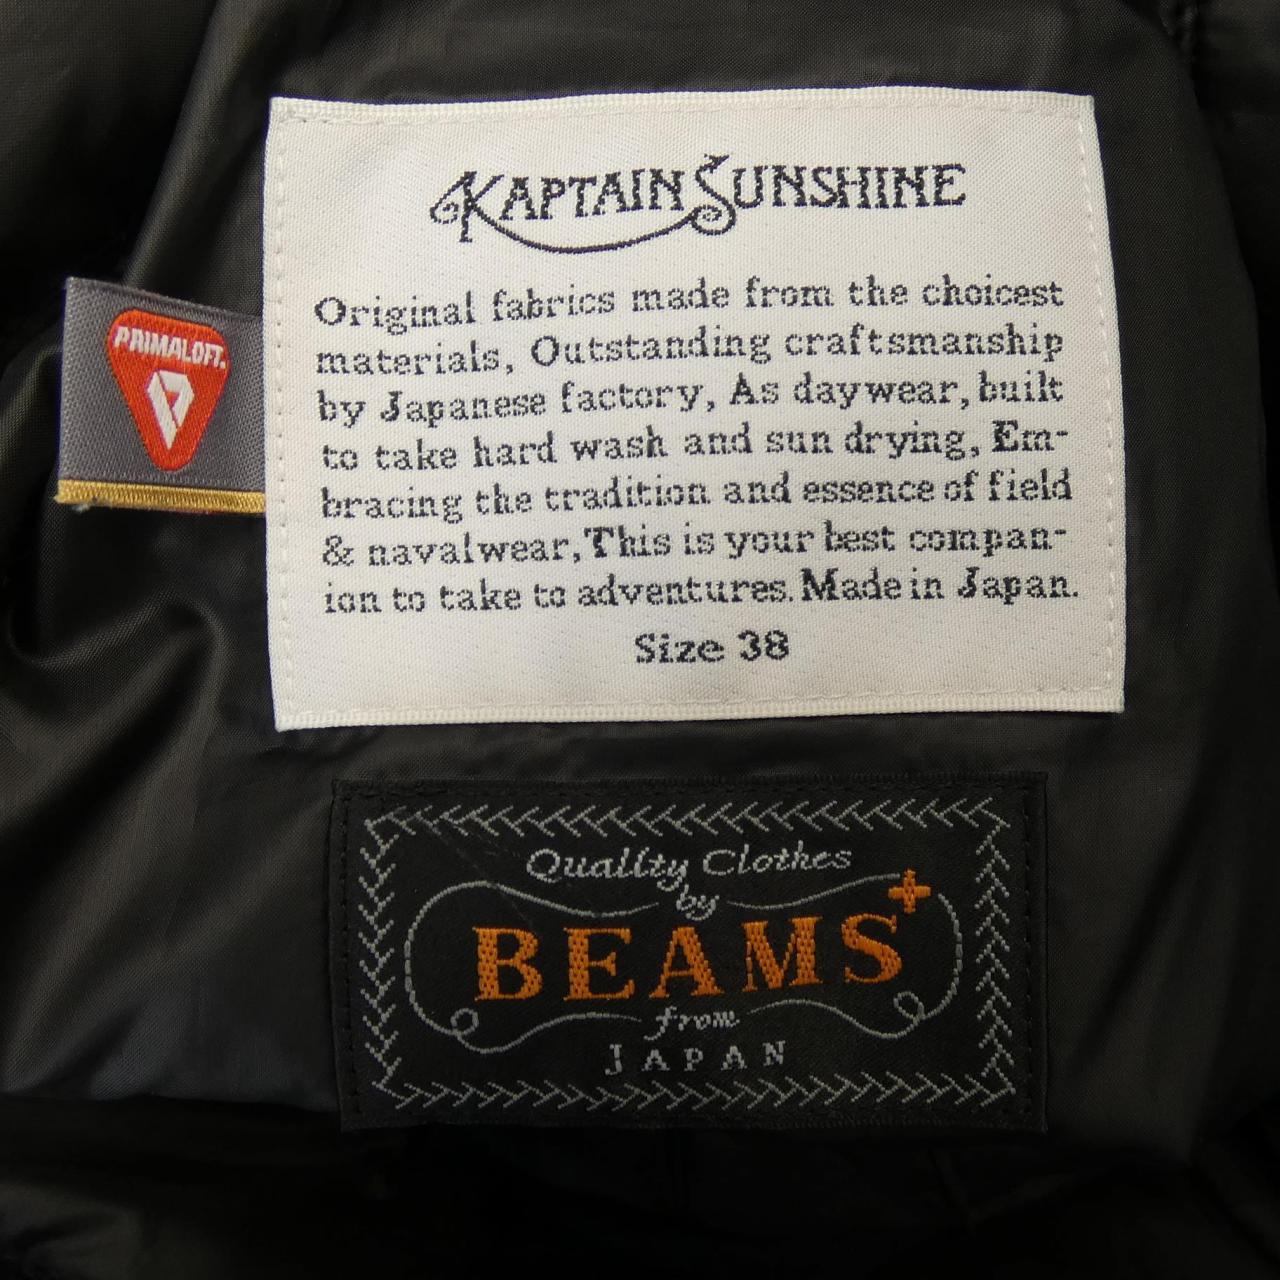 KAPTAIN SUNSHINE
PRIMALOFT.
Original fabrics made from the choicest
materials, Outstanding craftsmanship
by Japanese factory, As daywear, built
to take hard wash and sun drying, Em-
bracing the tradition and essence of field
& navalwear, This is your best compan-
ion to take to adventures. Made in Japan.
Size 38
Quality Clothes
by
BEAMS+
from
JAPAN